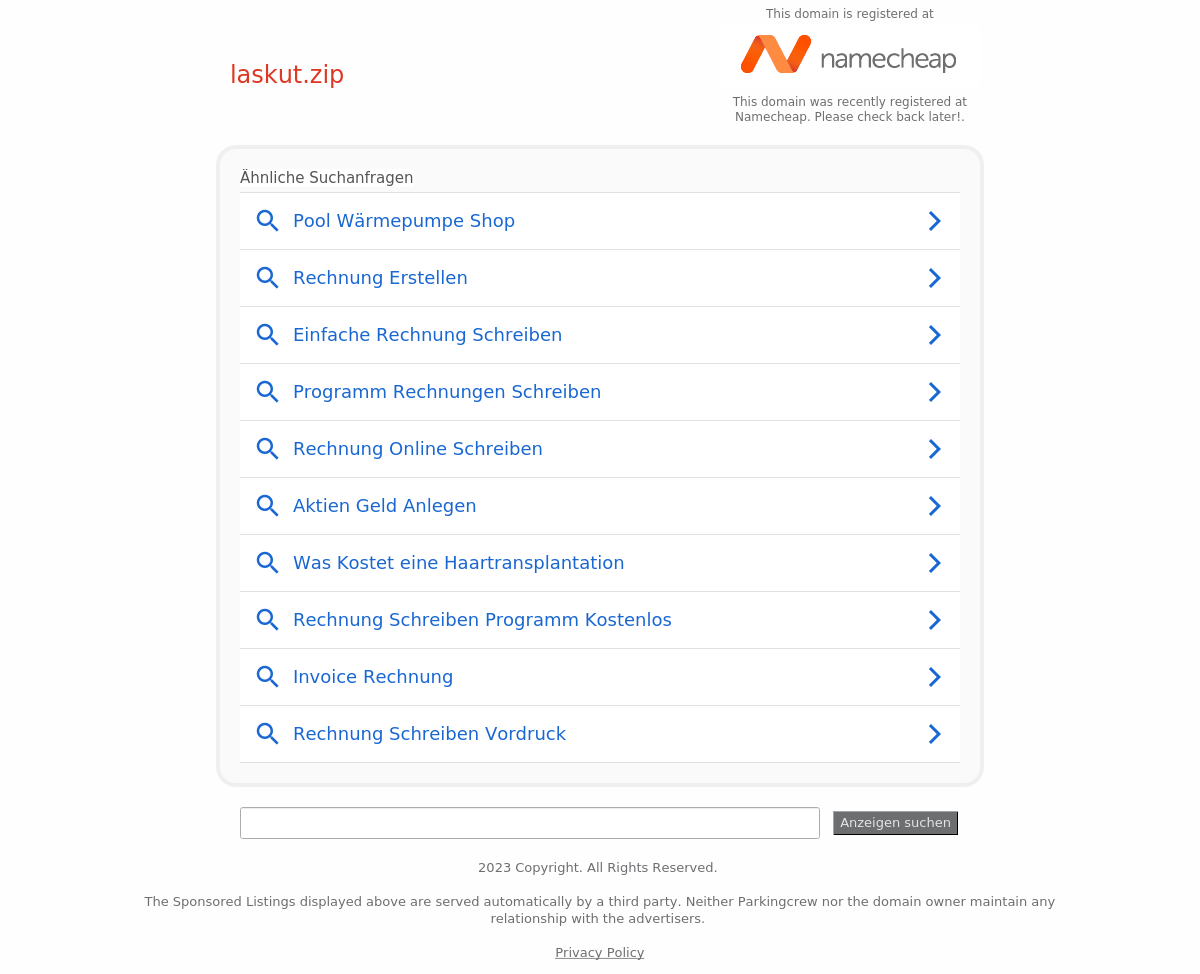 This domain is registered at
namecheap
laskut.zip
This domain was recently registered at
Namecheap. Please check back later!.
Ähnliche Suchanfragen
Pool Wärmepumpe Shop
Rechnung Erstellen
Einfache Rechnung Schreiben
Programm Rechnungen Schreiben
Rechnung Online Schreiben
Aktien Geld Anlegen
Was Kostet eine Haartransplantation
Rechnung Schreiben Programm Kostenlos
Invoice Rechnung
Rechnung Schreiben Vordruck
Anzeigen suchen
2023 Copyright. All Rights Reserved.
The Sponsored Listings displayed above are served automatically by a third party. Neither Parkingcrew nor the domain owner maintain any
relationship with the advertisers.
Privacy Policy